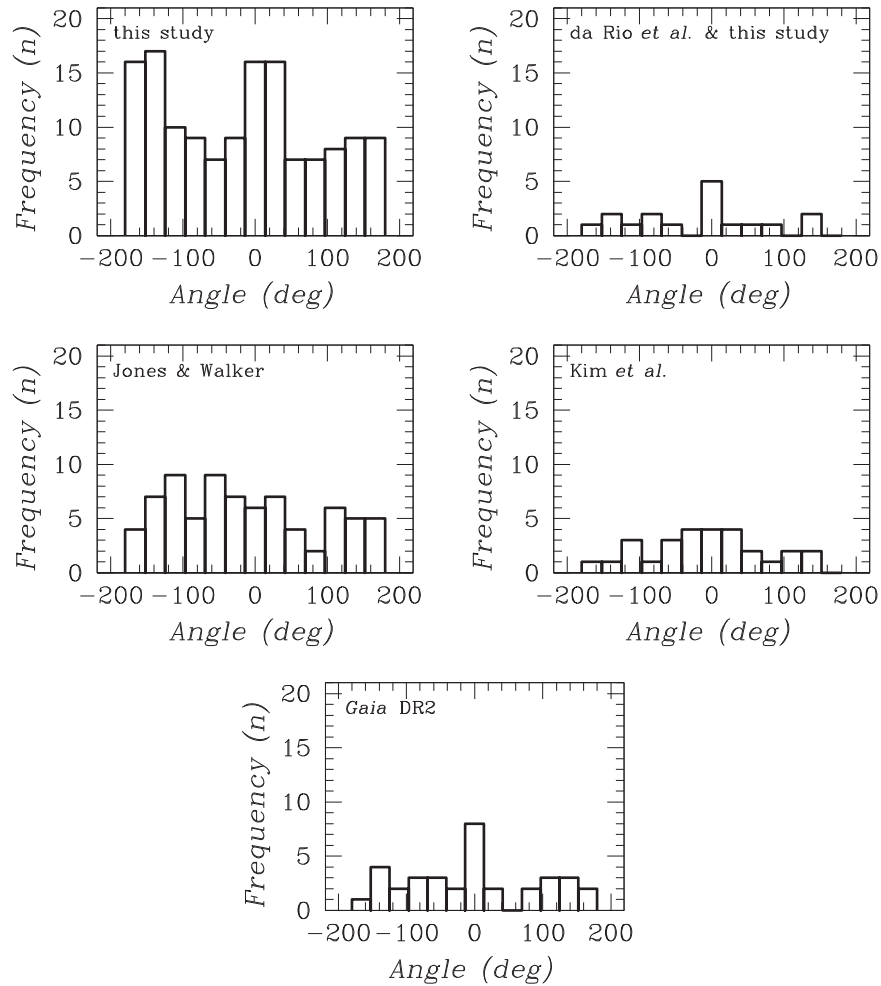 this study
20
15
10
5
0
Frequency (n)
−200 −100 0 100 200
Angle (deg)
da Rio et al. & this study
20
15
10
5
0
Frequency (n)
−200 −100 0 100 200
Angle (deg)
Jones & Walker
20
15
10
5
0
Frequency (n)
−200 −100 0 100 200
Angle (deg)
Kim et al.
20
15
10
5
0
Frequency (n)
−200 −100 0 100 200
Angle (deg)
Gaia DR2
20
15
10
5
0
Frequency (n)
−200 −100 0 100 200
Angle (deg)